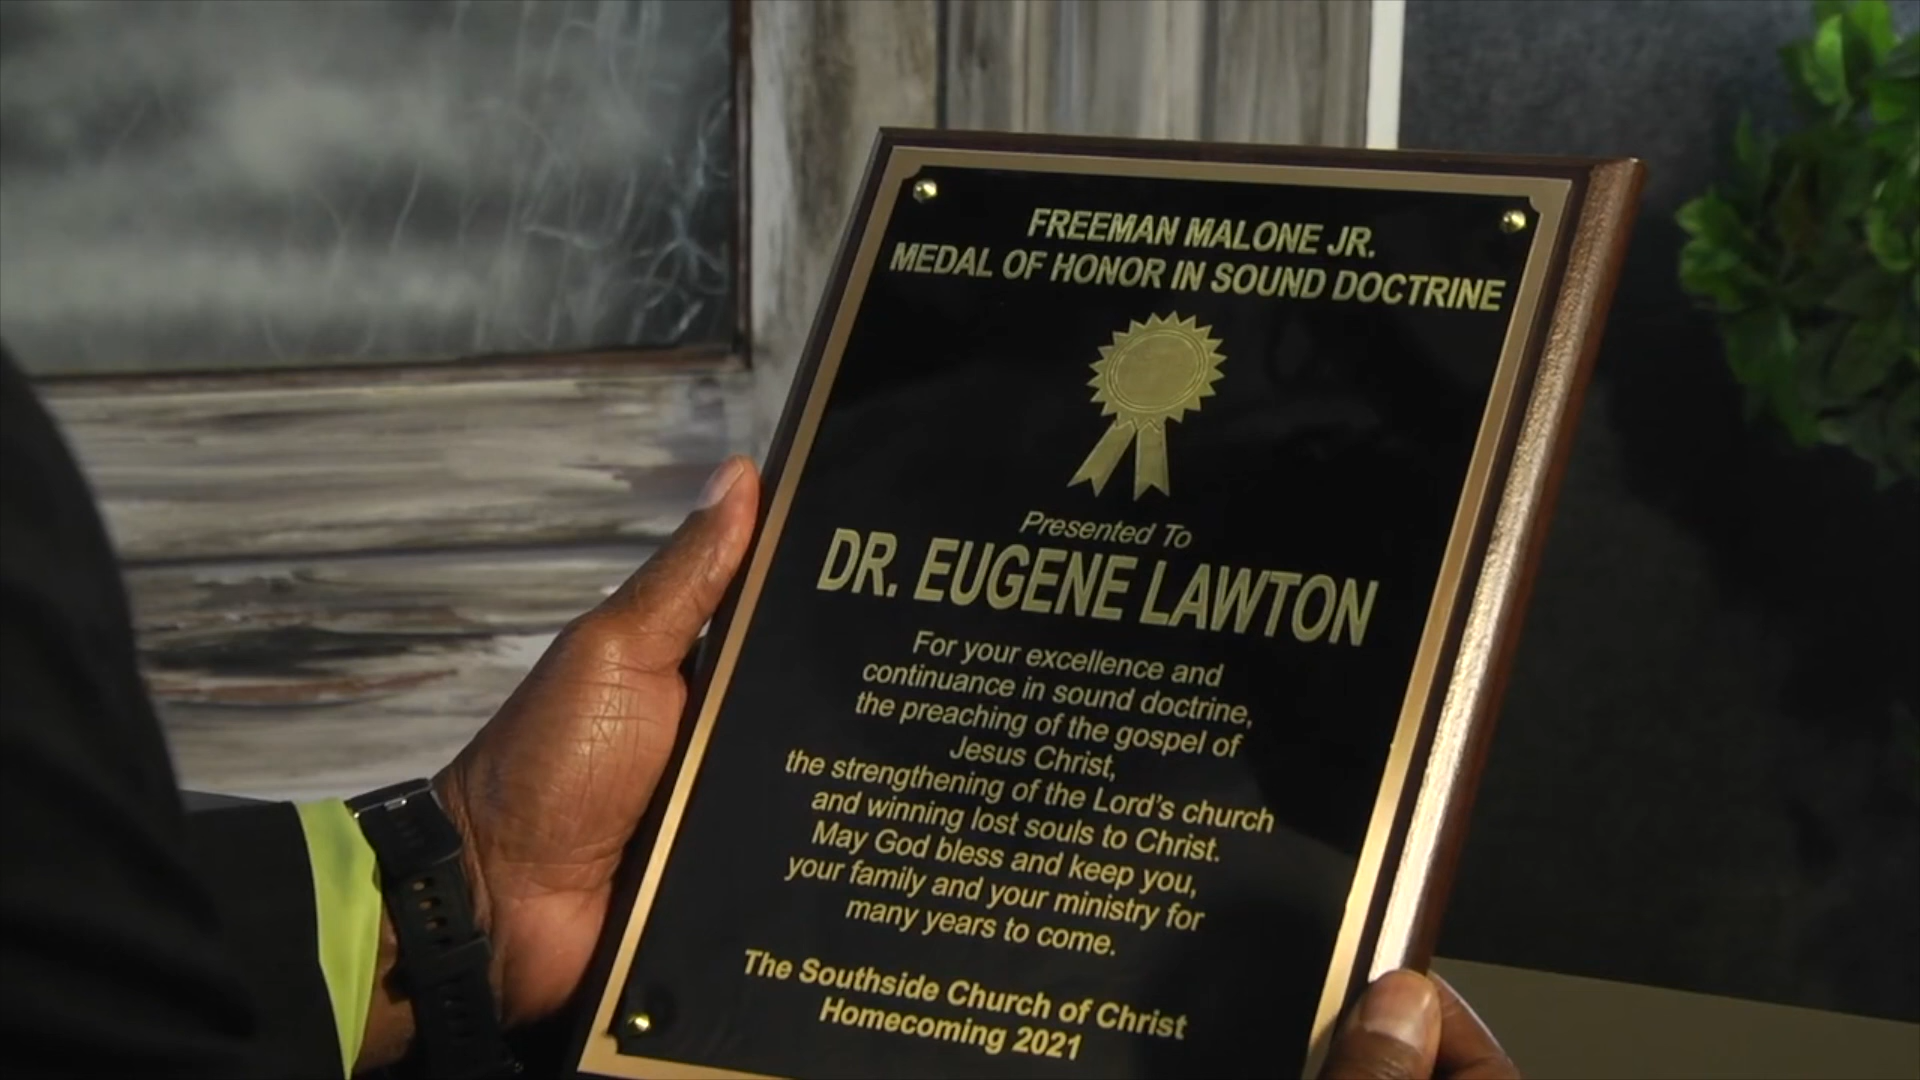 FREEMAN MALONE JR.
MEDAL OF HONOR IN SOUND DOCTRINE
Presented To
DR. EUGENE LAWTON
For your excellence and
continuance in sound doctrine,
the preaching of the gospel of
Jesus Christ,
the strengthening of the Lord's church
and winning lost souls to Christ.
May God bless and keep you,
your family and your ministry for
many years to come.
The Southside Church of Christ
Homecoming 2021